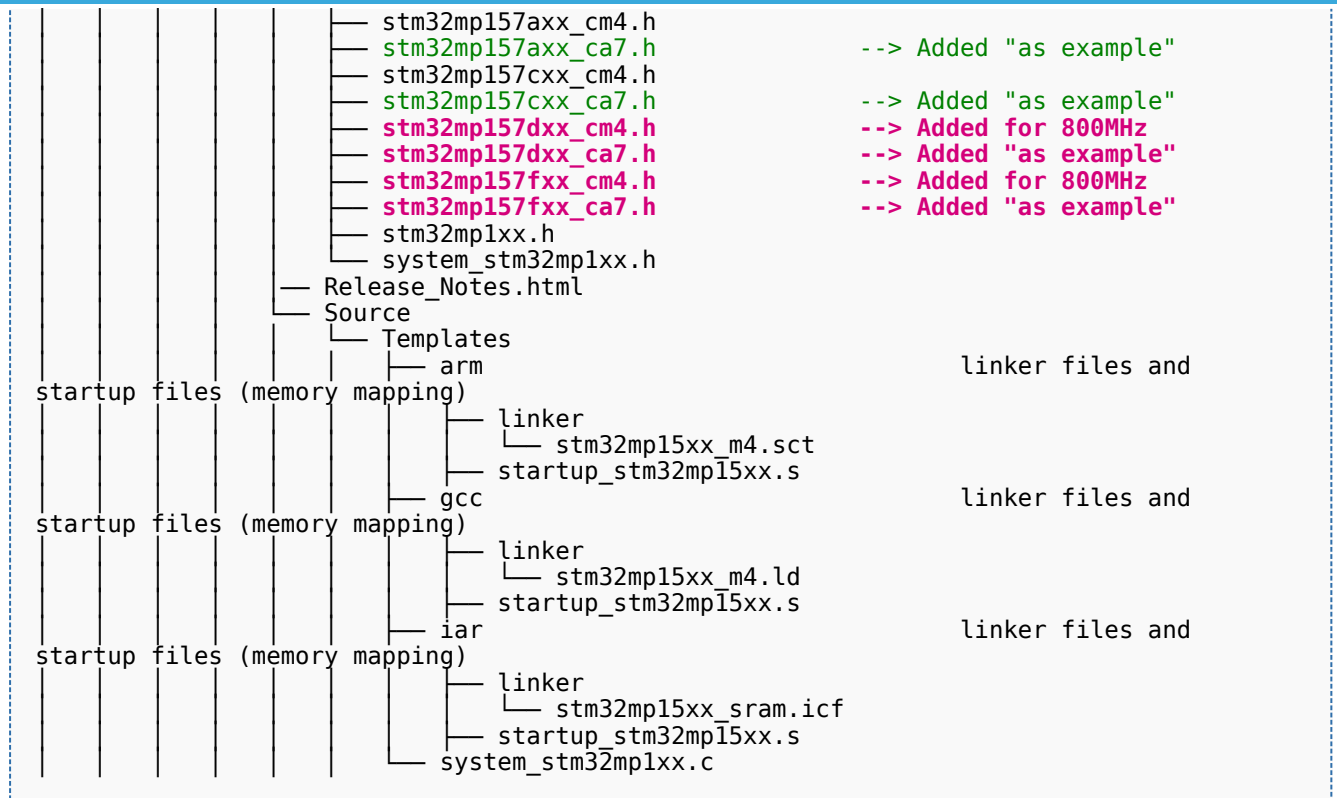 │   │   │   │   │   ├── stm32mp157axx_cm4.h
│   │   │   │   │   ├── stm32mp157axx_ca7.h              --> Added "as example"
│   │   │   │   │   ├── stm32mp157cxx_cm4.h
│   │   │   │   │   ├── stm32mp157cxx_ca7.h              --> Added "as example"
│   │   │   │   │   ├── stm32mp157dxx_cm4.h              --> Added for 800MHz
│   │   │   │   │   ├── stm32mp157dxx_ca7.h              --> Added "as example"
│   │   │   │   │   ├── stm32mp157fxx_cm4.h              --> Added for 800MHz
│   │   │   │   │   ├── stm32mp157fxx_ca7.h              --> Added "as example"
│   │   │   │   │   ├── stm32mp1xx.h
│   │   │   │   │   └── system_stm32mp1xx.h
│   │   │   │   │── Release_Notes.html
│   │   │   │   └── Source
│   │   │   │   │   └── Templates
│   │   │   │   │   │   ├── arm                                 linker files and
startup files (memory mapping)
│   │   │   │   │   │   │   ├── linker
│   │   │   │   │   │   │   │   └── stm32mp15xx_m4.sct
│   │   │   │   │   │   │   ├── startup_stm32mp15xx.s
│   │   │   │   │   │   ├── gcc                                 linker files and
startup files (memory mapping)
│   │   │   │   │   │   │   ├── linker
│   │   │   │   │   │   │   │   └── stm32mp15xx_m4.ld
│   │   │   │   │   │   │   ├── startup_stm32mp15xx.s
│   │   │   │   │   │   ├── iar                                 linker files and
startup files (memory mapping)
│   │   │   │   │   │   │   ├── linker
│   │   │   │   │   │   │   │   └── stm32mp15xx_sram.icf
│   │   │   │   │   │   │   ├── startup_stm32mp15xx.s
│   │   │   │   │   │   └── system_stm32mp1xx.c